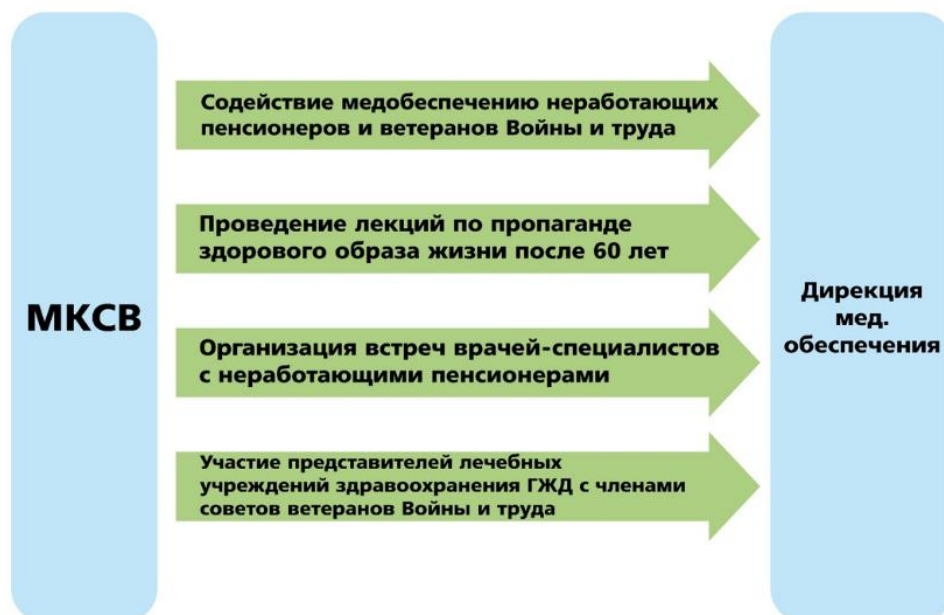 МКСВ
Содействие медобеспечению неработающих
пенсионеров и ветеранов Войны и труда
Проведение лекций по пропаганде
здорового образа жизни после 60 лет
Организация встреч врачей-специалистов
с неработающими пенсионерами
Участие представителей лечебных
учреждений здравоохранения ГЖД с членами
советов ветеранов Войны и труда
Дирекция
мед.
обеспечения